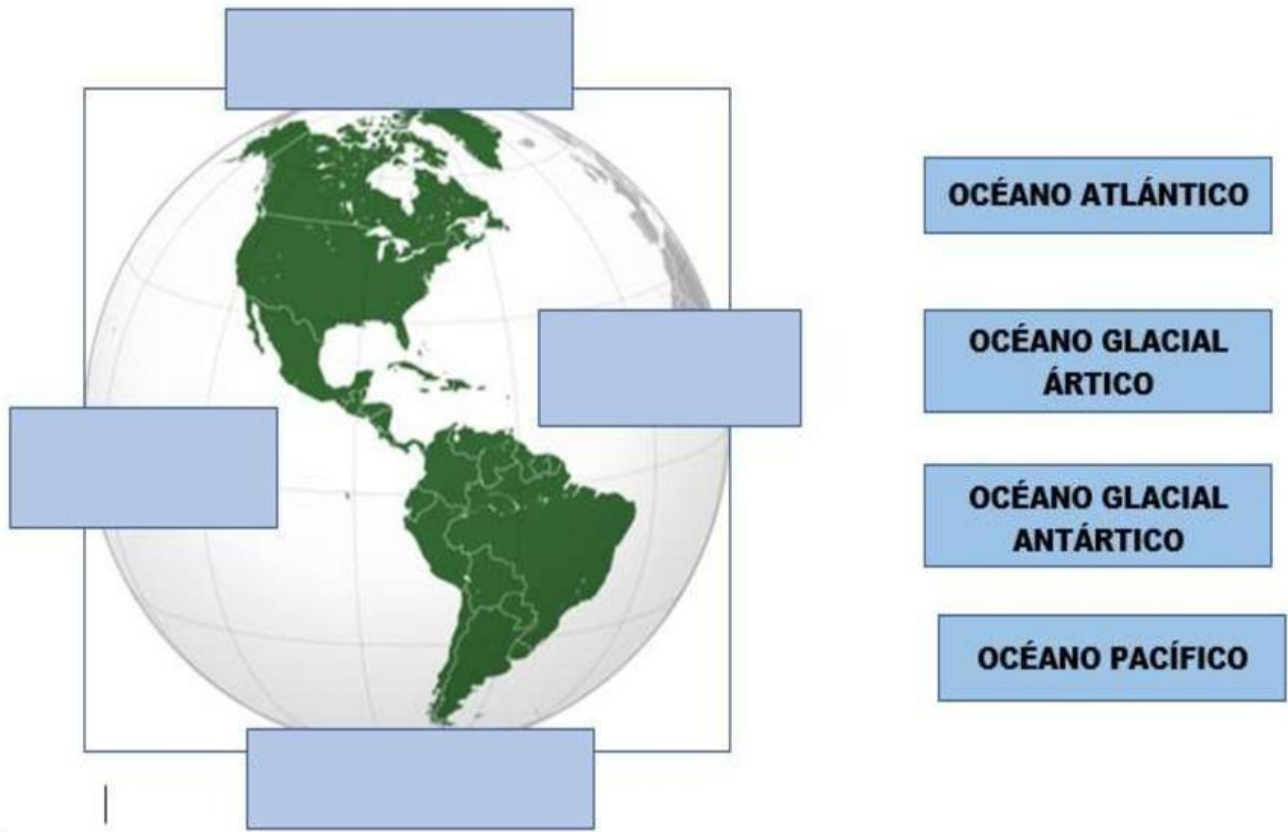 OCÉANO ATLÁNTICO
OCÉANO GLACIAL
ÁRTICO
OCÉANO GLACIAL
ANTÁRTICO
OCÉANO PACÍFICO